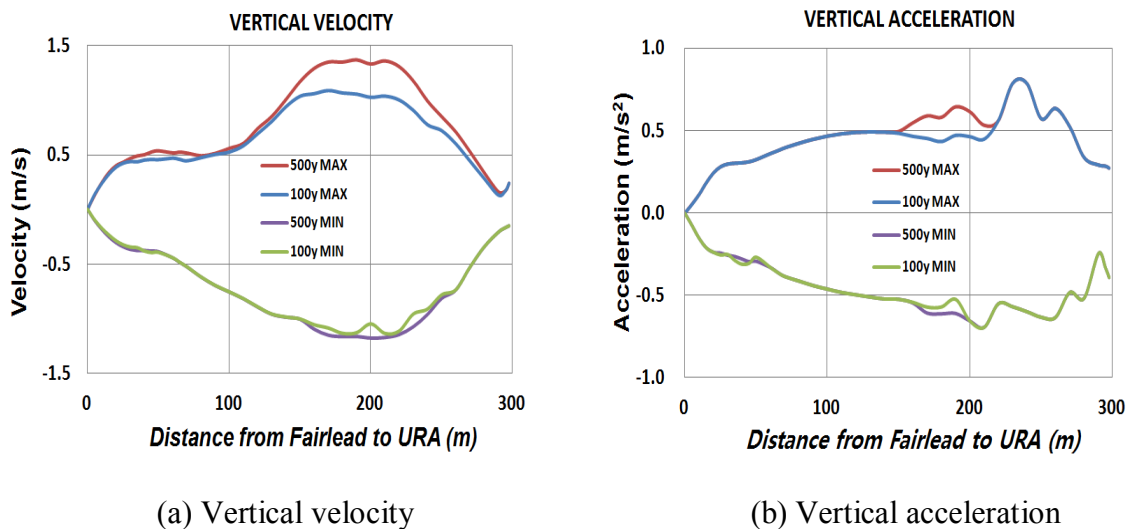 VERTICAL VELOCITY
1.5
0.5
-0.5
-1.5
Velocity (m/s)
500y MAX
100y MAX
500y MIN
100y MIN
0 100 200 300
Distance from Fairlead to URA (m)
(a) Vertical velocity
VERTICAL ACCELERATION
1.0
0.5
0.0
-0.5
-1.0
Acceleration (m/s²)
500y MAX
100y MAX
500y MIN
100y MIN
0 100 200 300
Distance from Fairlead to URA (m)
(b) Vertical acceleration